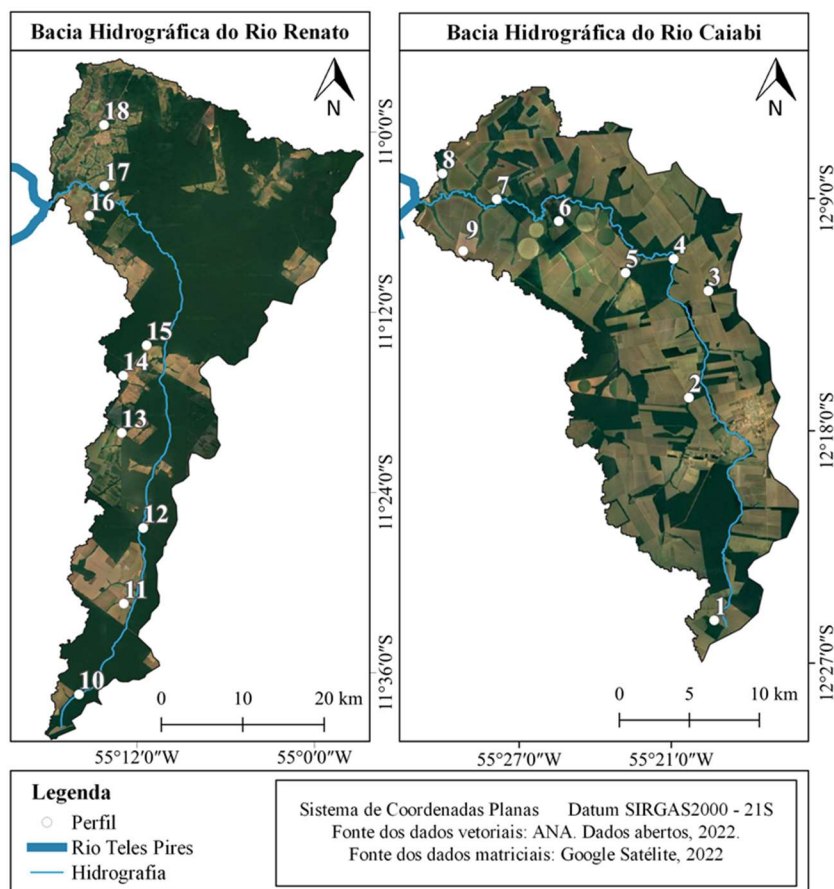 Bacia Hidrográfica do Rio Renato
N
18
17
16
15
14
13
12
11
10
0 10 20 km
11°0'0"S
11°12'0"S
11°24'0"S
11°36'0"S
55°12'0"W 55°0'0"W
Bacia Hidrográfica do Rio Caiabi
N
8
7
6
9
5
4
3
2
1
0 5 10 km
12°9'0"S
12°18'0"S
12°27'0"S
55°27'0"W 55°21'0"W
Legenda
Perfil
Rio Teles Pires
Hidrografia
Sistema de Coordenadas Planas Datum SIRGAS2000 - 21S
Fonte dos dados vetoriais: ANA. Dados abertos, 2022.
Fonte dos dados matriciais: Google Satélite, 2022